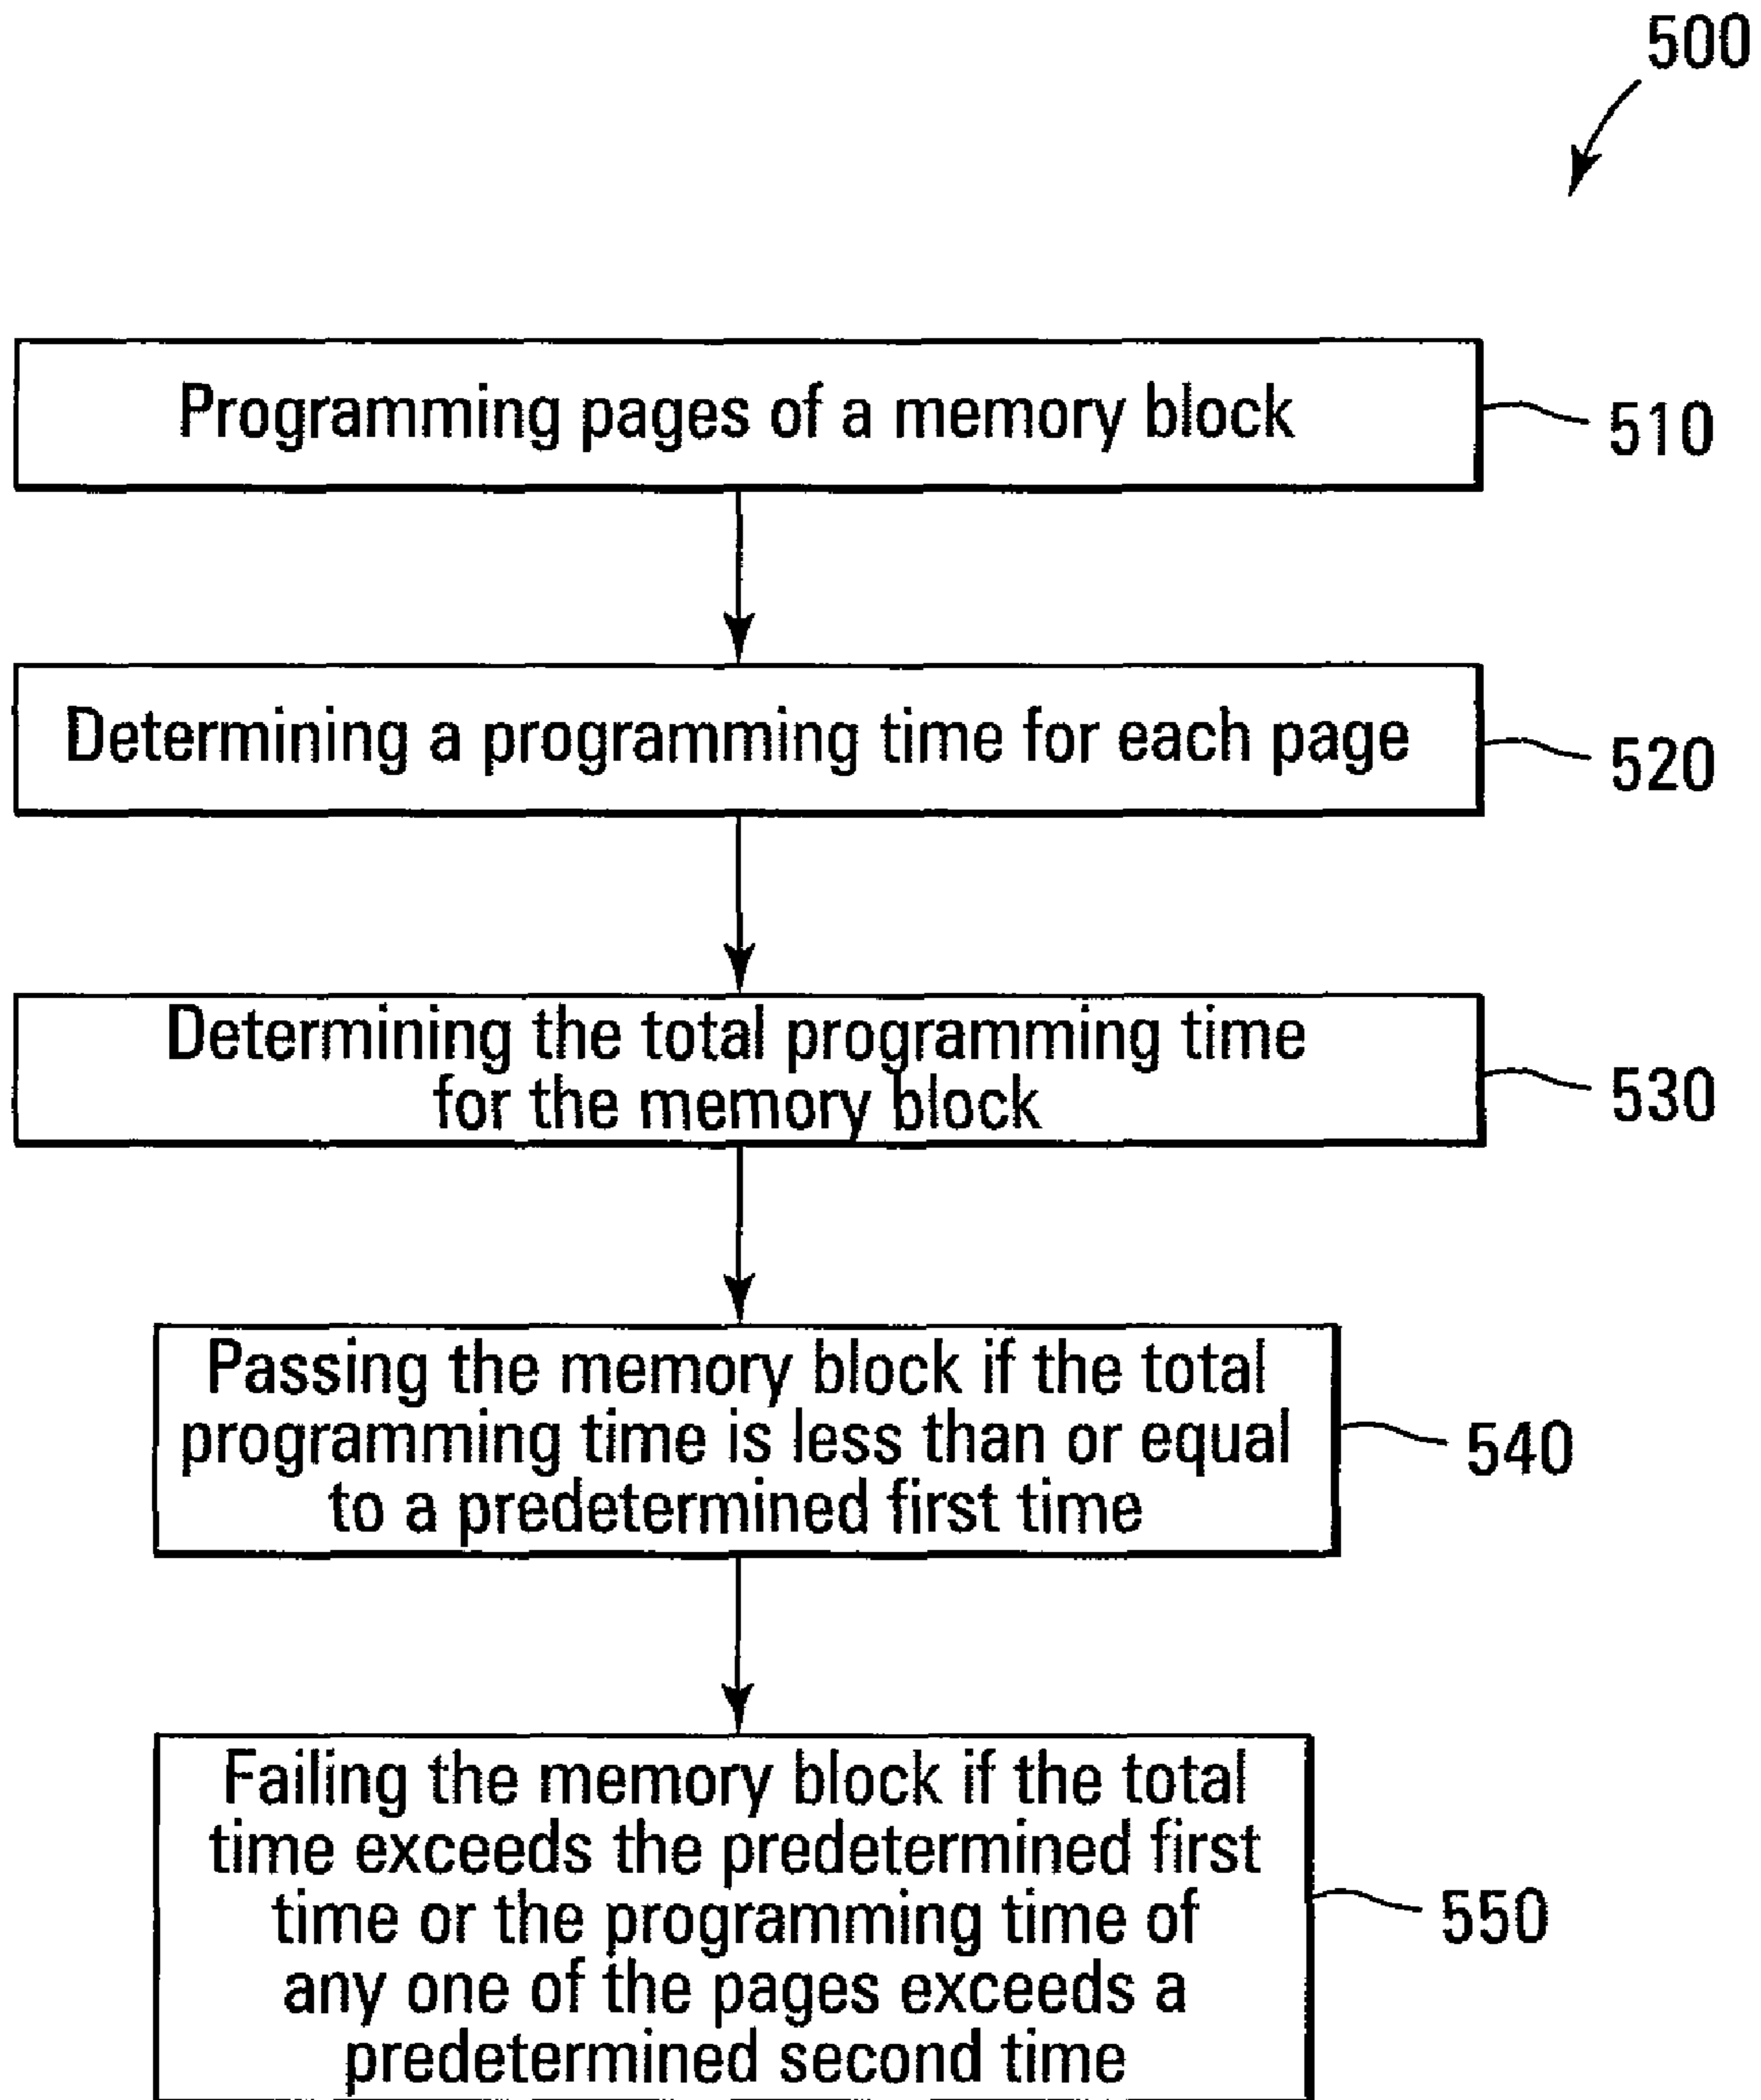 500
Programming pages of a memory block
510
Determining a programming time for each page
520
Determining the total programming time
for the memory block
530
Passing the memory block if the total
programming time is less than or equal
to a predetermined first time
540
Failing the memory block if the total
time exceeds the predetermined first
time or the programming time of
any one of the pages exceeds a
predetermined second time
550